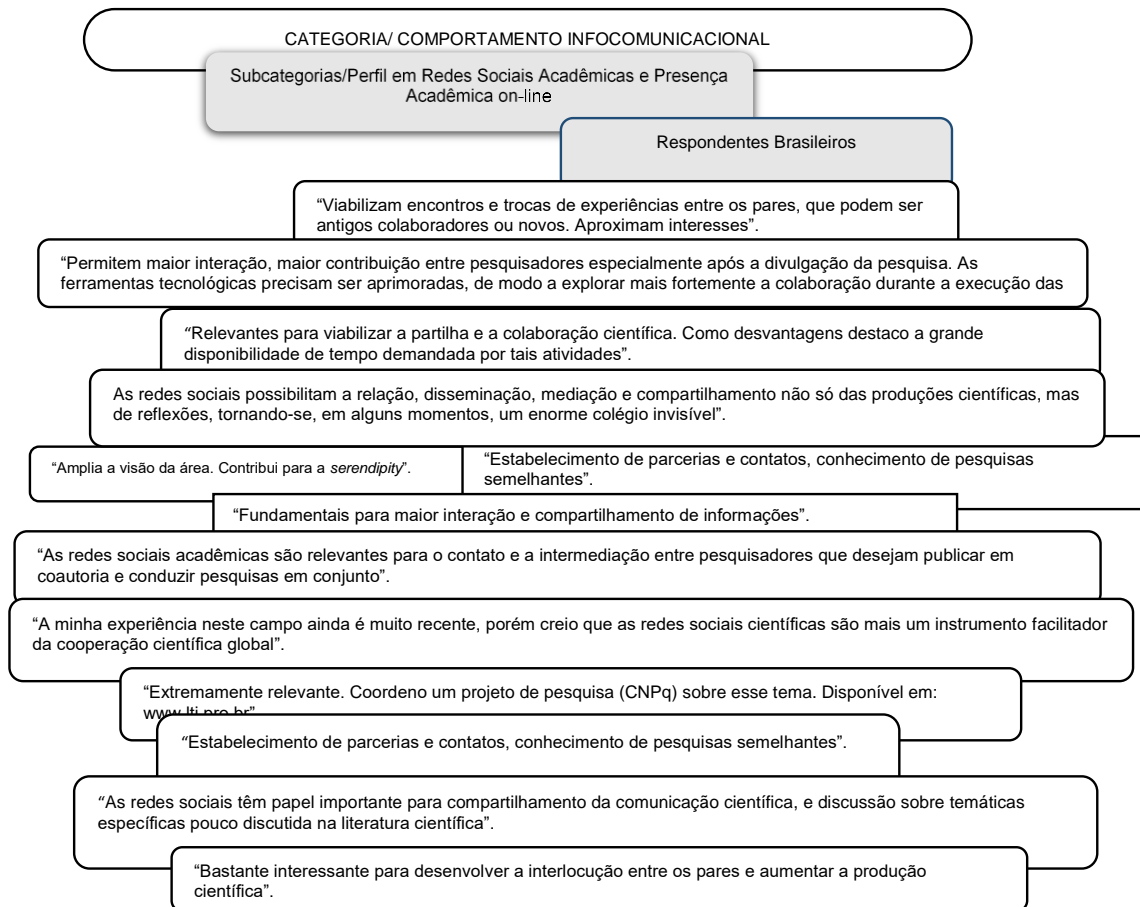 CATEGORIA/ COMPORTAMENTO INFOCOMUNICACIONAL
Subcategorias/Perfil em Redes Sociais Acadêmicas e Presença
Acadêmica on-line
Respondentes Brasileiros
“Viabilizam encontros e trocas de experiências entre os pares, que podem ser
antigos colaboradores ou novos. Aproximam interesses”.
“Permitem maior interação, maior contribuição entre pesquisadores especialmente após a divulgação da pesquisa. As
ferramentas tecnológicas precisam ser aprimoradas, de modo a explorar mais fortemente a colaboração durante a execução das
“Relevantes para viabilizar a partilha e a colaboração científica. Como desvantagens destaco a grande
disponibilidade de tempo demandada por tais atividades”.
As redes sociais possibilitam a relação, disseminação, mediação e compartilhamento não só das produções científicas, mas
de reflexões, tornando-se, em alguns momentos, um enorme colégio invisível”.
“Amplia a visão da área. Contribui para a serendipity”.
“Estabelecimento de parcerias e contatos, conhecimento de pesquisas
semelhantes”.
“Fundamentais para maior interação e compartilhamento de informações”.
“As redes sociais acadêmicas são relevantes para o contato e a intermediação entre pesquisadores que desejam publicar em
coautoria e conduzir pesquisas em conjunto”.
“A minha experiência neste campo ainda é muito recente, porém creio que as redes sociais científicas são mais um instrumento facilitador
da cooperação científica global”.
“Extremamente relevante. Coordeno um projeto de pesquisa (CNPq) sobre esse tema. Disponível em:
“Estabelecimento de parcerias e contatos, conhecimento de pesquisas semelhantes”.
“As redes sociais têm papel importante para compartilhamento da comunicação científica, e discussão sobre temáticas
específicas pouco discutida na literatura científica”.
“Bastante interessante para desenvolver a interlocução entre os pares e aumentar a produção
científica”.